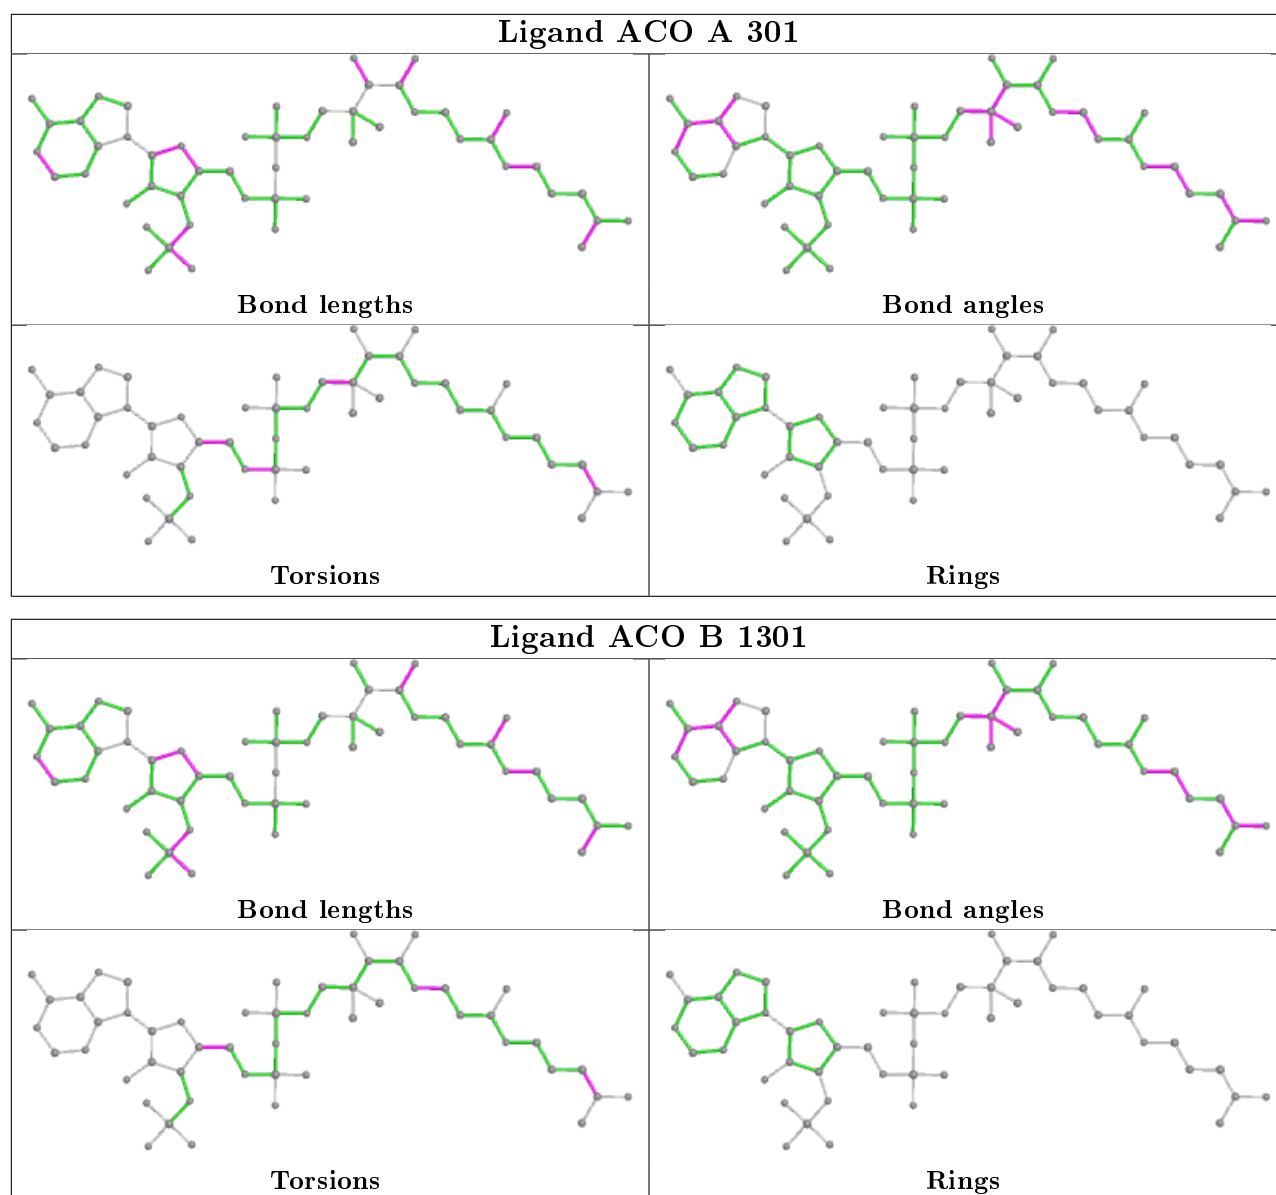 Ligand ACO A 301
Bond lengths
Bond angles
Torsions
Rings
Ligand ACO B 1301
Bond lengths
Bond angles
Torsions
Rings